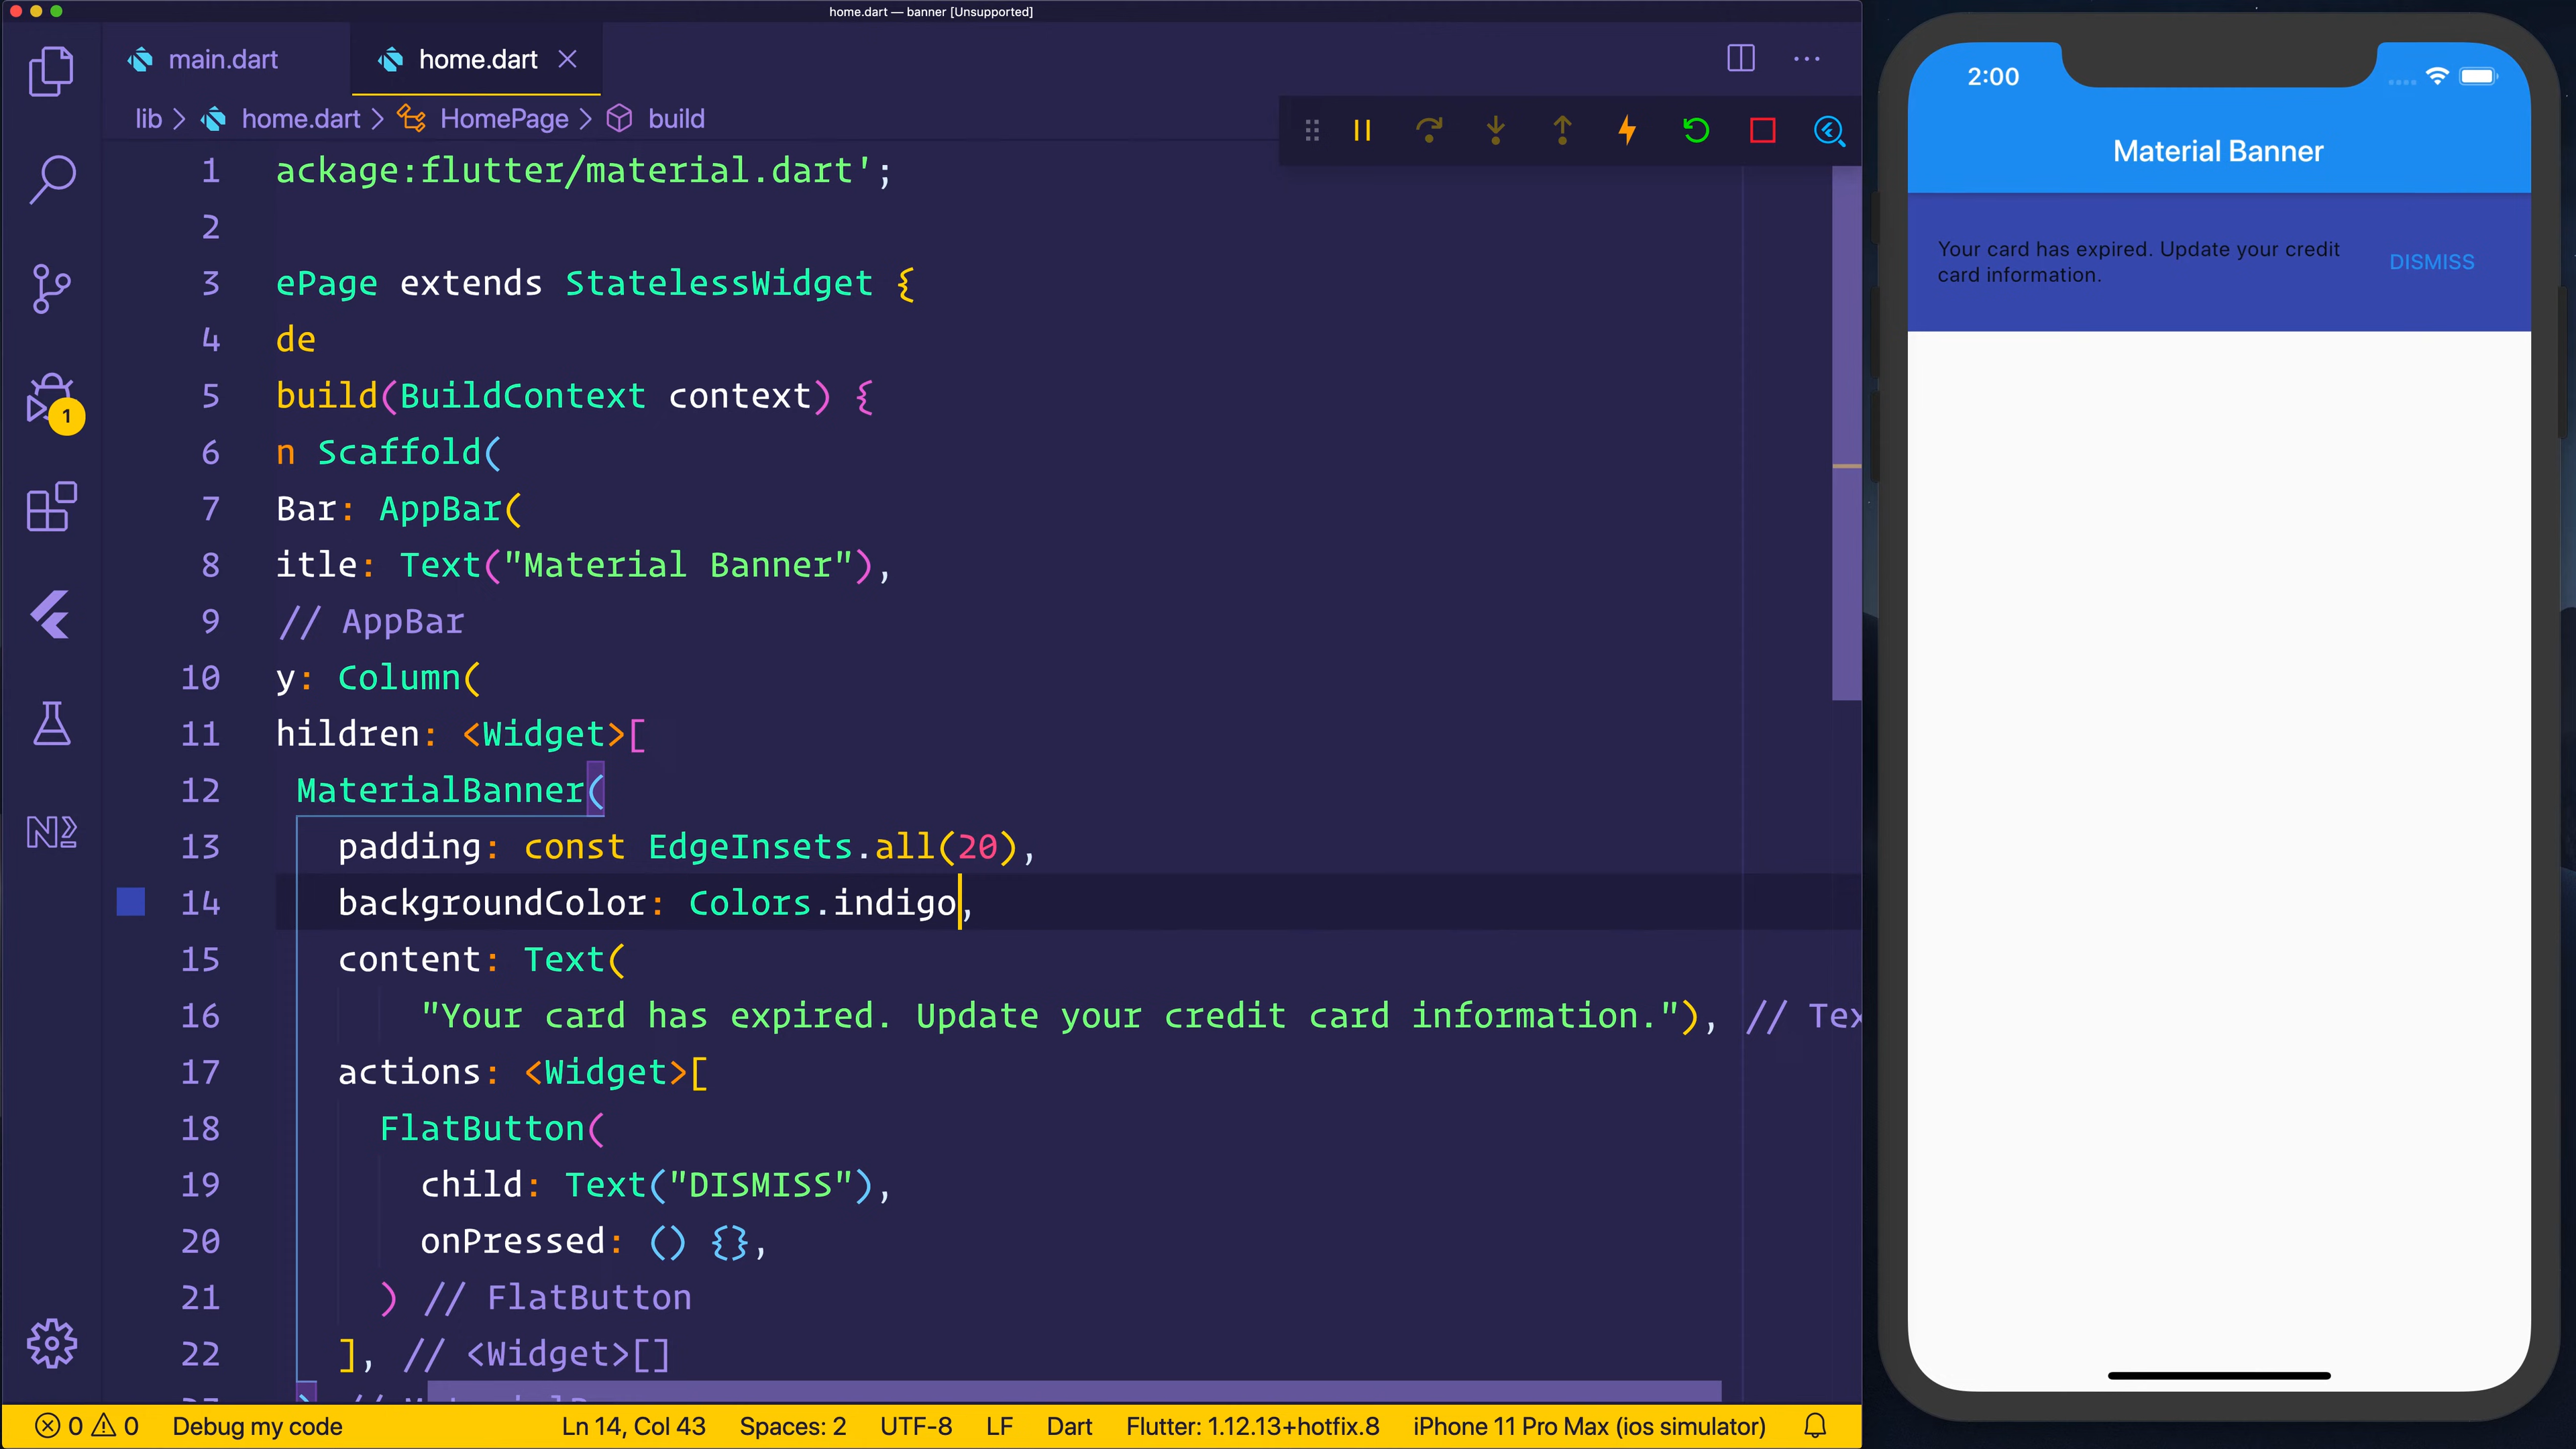 home.dart — banner [Unsupported]
main.dart
home.dart
lib > home.dart > HomePage > build
1 ackage:flutter/material.dart';
2
3 ePage extends StatelessWidget {
4 de
5 build(BuildContext context) {
6 n Scaffold(
7 Bar: AppBar(
8 itle: Text("Material Banner"),
9 // AppBar
10 y: Column(
11 hildren: <Widget>[
12 MaterialBanner(
13 padding: const EdgeInsets.all(20),
14 backgroundColor: Colors.indigo,
15 content: Text(
16 "Your card has expired. Update your credit card information."), // Tex
17 actions: <Widget>[
18 FlatButton(
19 child: Text("DISMISS"),
20 onPressed: () {},
21 ) // FlatButton
22 ], // <Widget>[]
1
0 0 Debug my code Ln 14, Col 43 Spaces: 2 UTF-8 LF Dart Flutter: 1.12.13+hotfix.8 iPhone 11 Pro Max (ios simulator)
2:00
Material Banner
Your card has expired. Update your credit
card information.
DISMISS